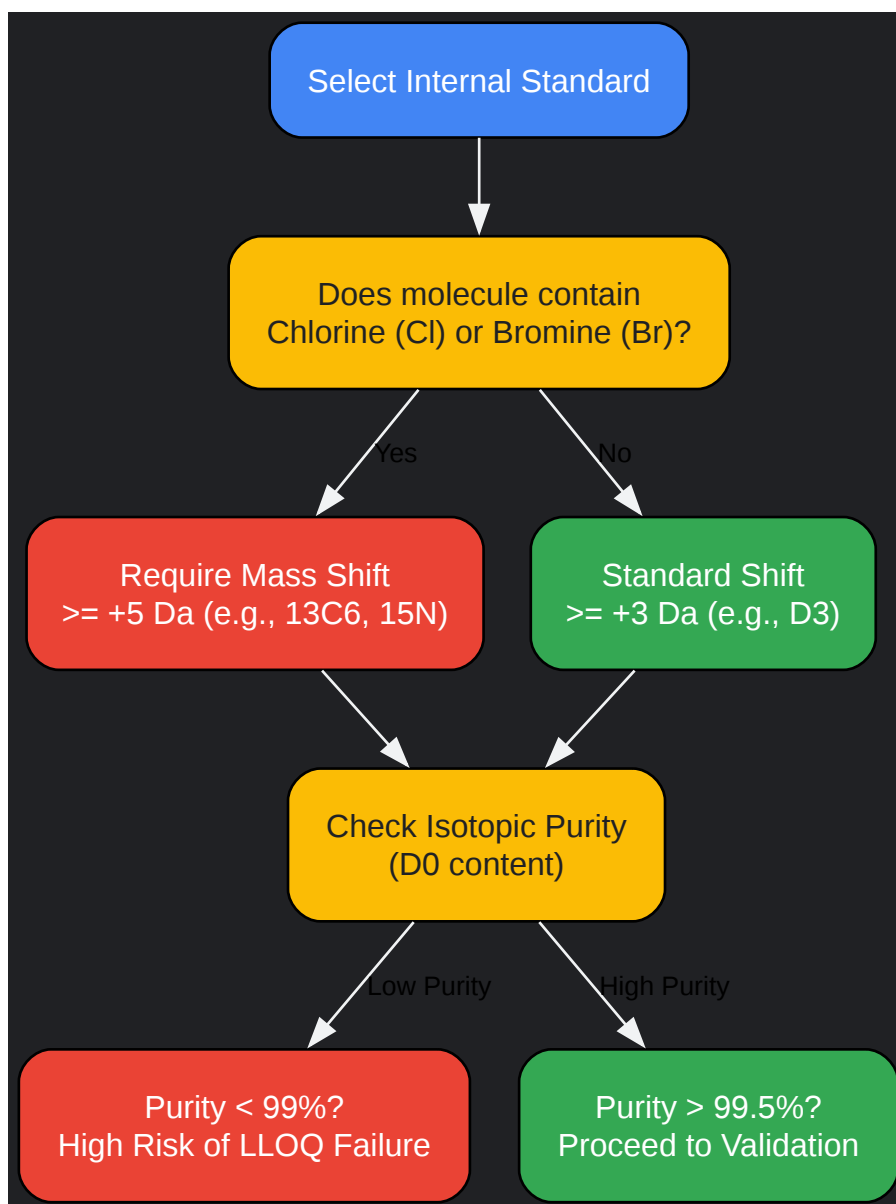 Select Internal Standard
Does molecule contain
Chlorine (Cl) or Bromine (Br)?
Yes
No
Require Mass Shift
>= +5 Da (e.g., 13C6, 15N)
Standard Shift
>= +3 Da (e.g., D3)
Check Isotopic Purity
(D0 content)
Low Purity
High Purity
Purity < 99%?
High Risk of LLOQ Failure
Purity > 99.5%?
Proceed to Validation